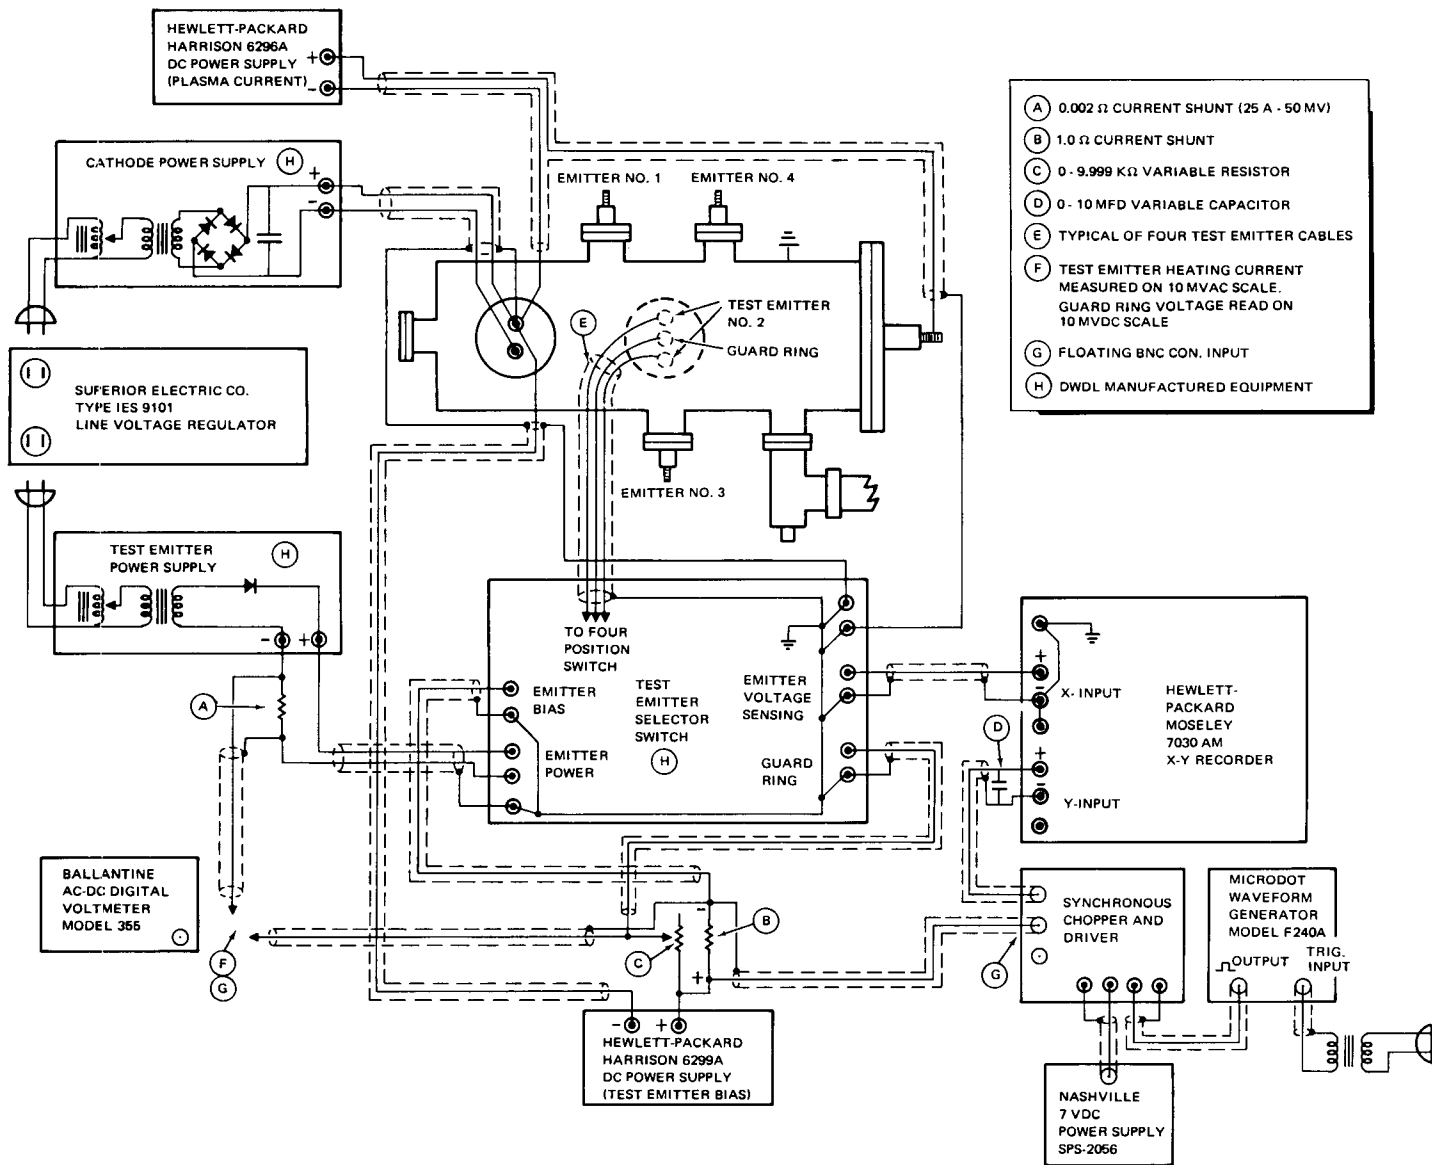 HEWLETT-PACKARD
HARRISON 6296A
DC POWER SUPPLY
(PLASMA CURRENT)
+
-
CATHODE POWER SUPPLY
H
+
-
SUPERIOR ELECTRIC CO.
TYPE IES 9101
LINE VOLTAGE REGULATOR
EMITTER NO. 1
EMITTER NO. 4
TEST EMITTER
NO. 2
GUARD RING
E
EMITTER NO. 3
A 0.002 Ω CURRENT SHUNT (25 A - 50 MV)
B 1.0 Ω CURRENT SHUNT
C 0 - 9.999 KΩ VARIABLE RESISTOR
D 0 - 10 MFD VARIABLE CAPACITOR
E TYPICAL OF FOUR TEST EMITTER CABLES
F TEST EMITTER HEATING CURRENT
MEASURED ON 10 MVAC SCALE.
GUARD RING VOLTAGE READ ON
10 MVDC SCALE
G FLOATING BNC CON. INPUT
H DWDL MANUFACTURED EQUIPMENT
TEST EMITTER
POWER SUPPLY
H
-
+
A
TO FOUR
POSITION
SWITCH
EMITTER
BIAS
EMITTER
POWER
TEST
EMITTER
SELECTOR
SWITCH
H
EMITTER
VOLTAGE
SENSING
GUARD
RING
+
-
X- INPUT
+
-
Y-INPUT
HEWLETT-
PACKARD
MOSELEY
7030 AM
X-Y RECORDER
D
BALLANTINE
AC-DC DIGITAL
VOLTMETER
MODEL 355
F
G
C
-
+
B
G
SYNCHRONOUS
CHOPPER AND
DRIVER
MICRODOT
WAVEFORM
GENERATOR
MODEL F240A
OUTPUT
TRIG.
INPUT
-
+
HEWLETT-PACKARD
HARRISON 6299A
DC POWER SUPPLY
(TEST EMITTER BIAS)
NASHVILLE
7 VDC
POWER SUPPLY
SPS-2056